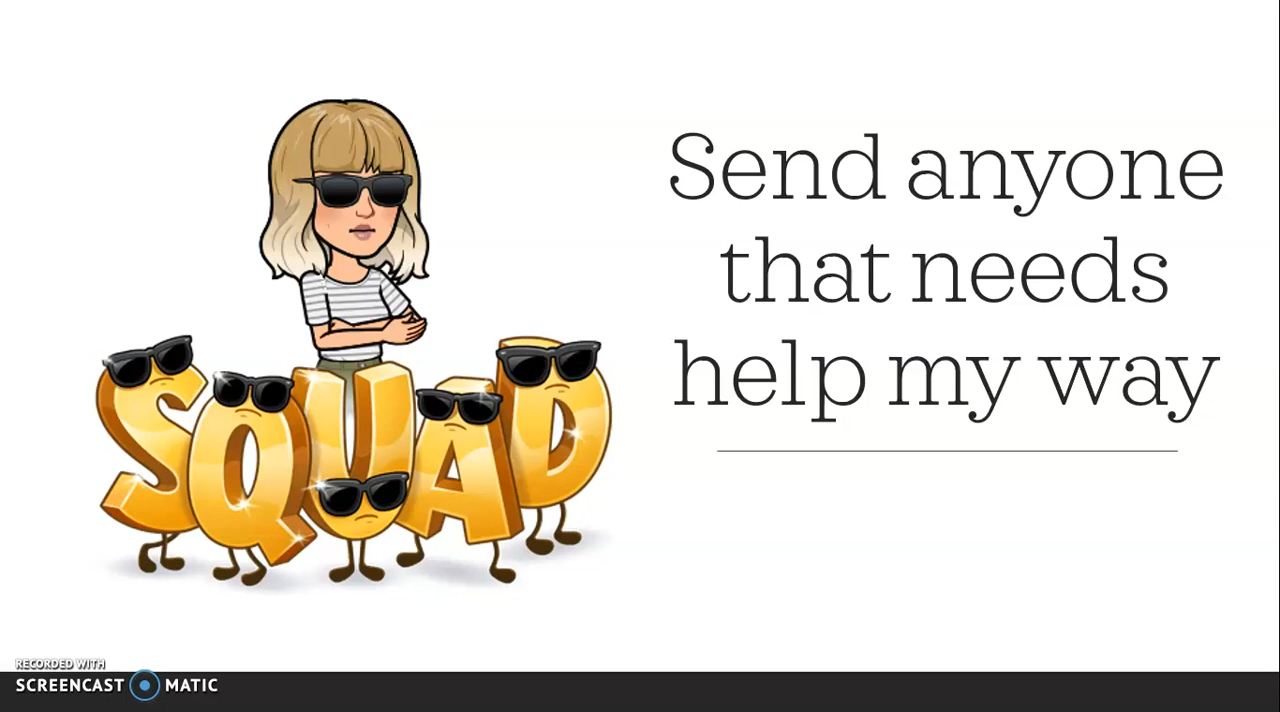 Send anyone
that needs
help my way
SQUAD
RECORDED WITH
SCREENCAST MATIC